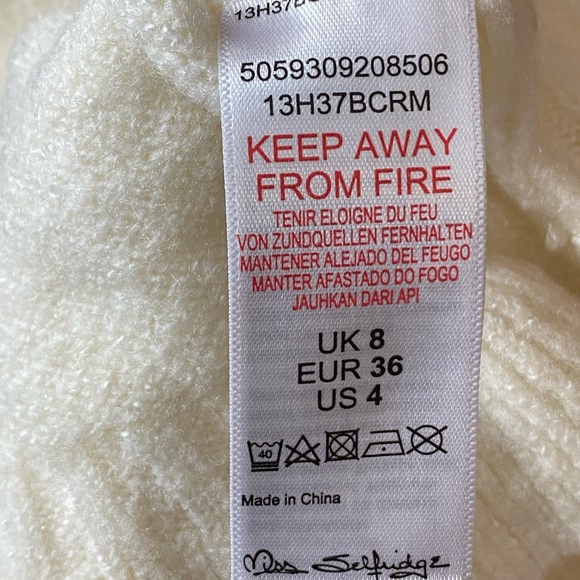 13H37BC
5059309208506
13H37BCRM
KEEP AWAY
FROM FIRE
TENIR ELOIGNE DU FEU
VON ZUNDQUELLEN FERNHALTEN
MANTENER ALEJADO DEL FEUGO
MANTER AFASTADO DO FOGO
JAUHKAN DARI API
UK 8
EUR 36
US 4
40
Made in China
Miss Selfridge